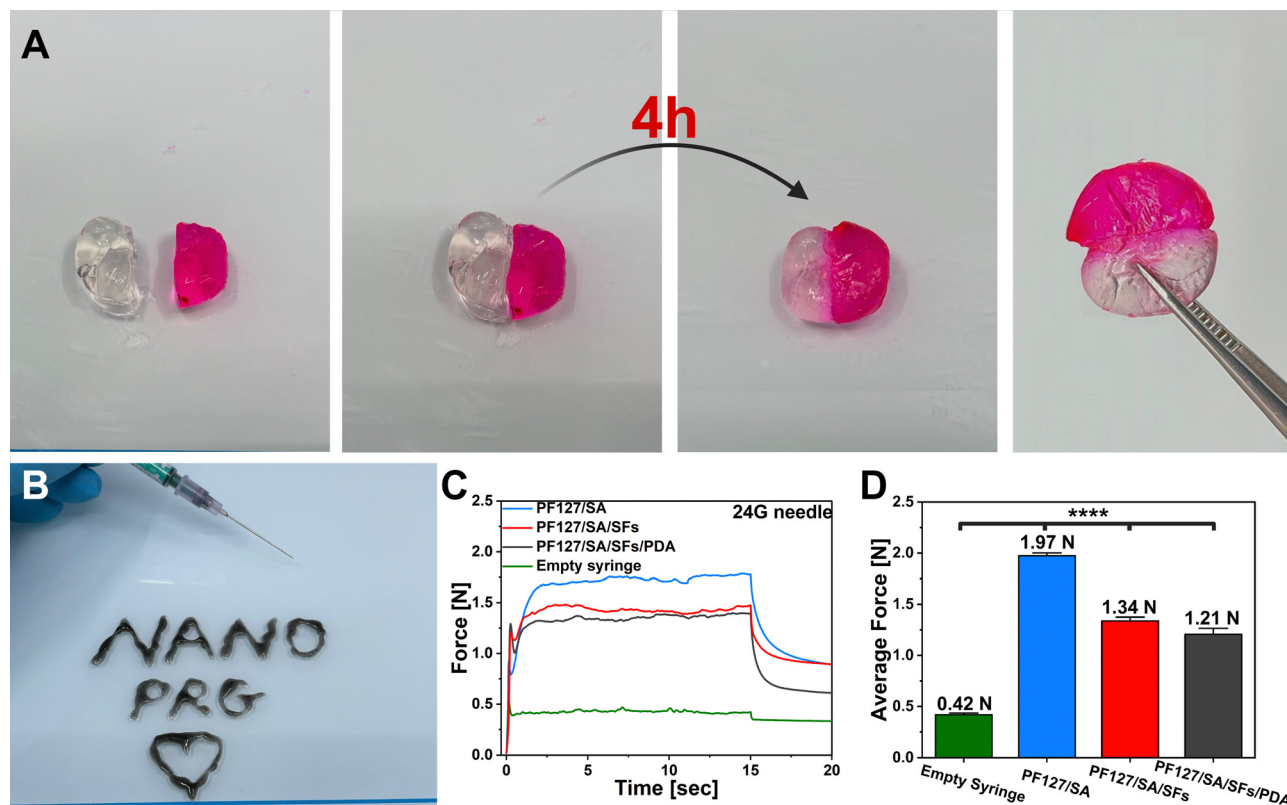 A
4h
B
NANO
PRG
C
2.5
2.0
1.5
1.0
0.5
0.0
Force [N]
PF127/SA
PF127/SA/SFs
PF127/SA/SFs/PDA
Empty syringe
24G needle
0
5
10
15
20
Time [sec]
D
2.5
2.0
1.5
1.0
0.5
0.0
Average Force [N]
****
0.42 N
1.97 N
1.34 N
1.21 N
Empty Syringe
PF127/SA
PF127/SA/SFs
PF127/SA/SFs/PDA